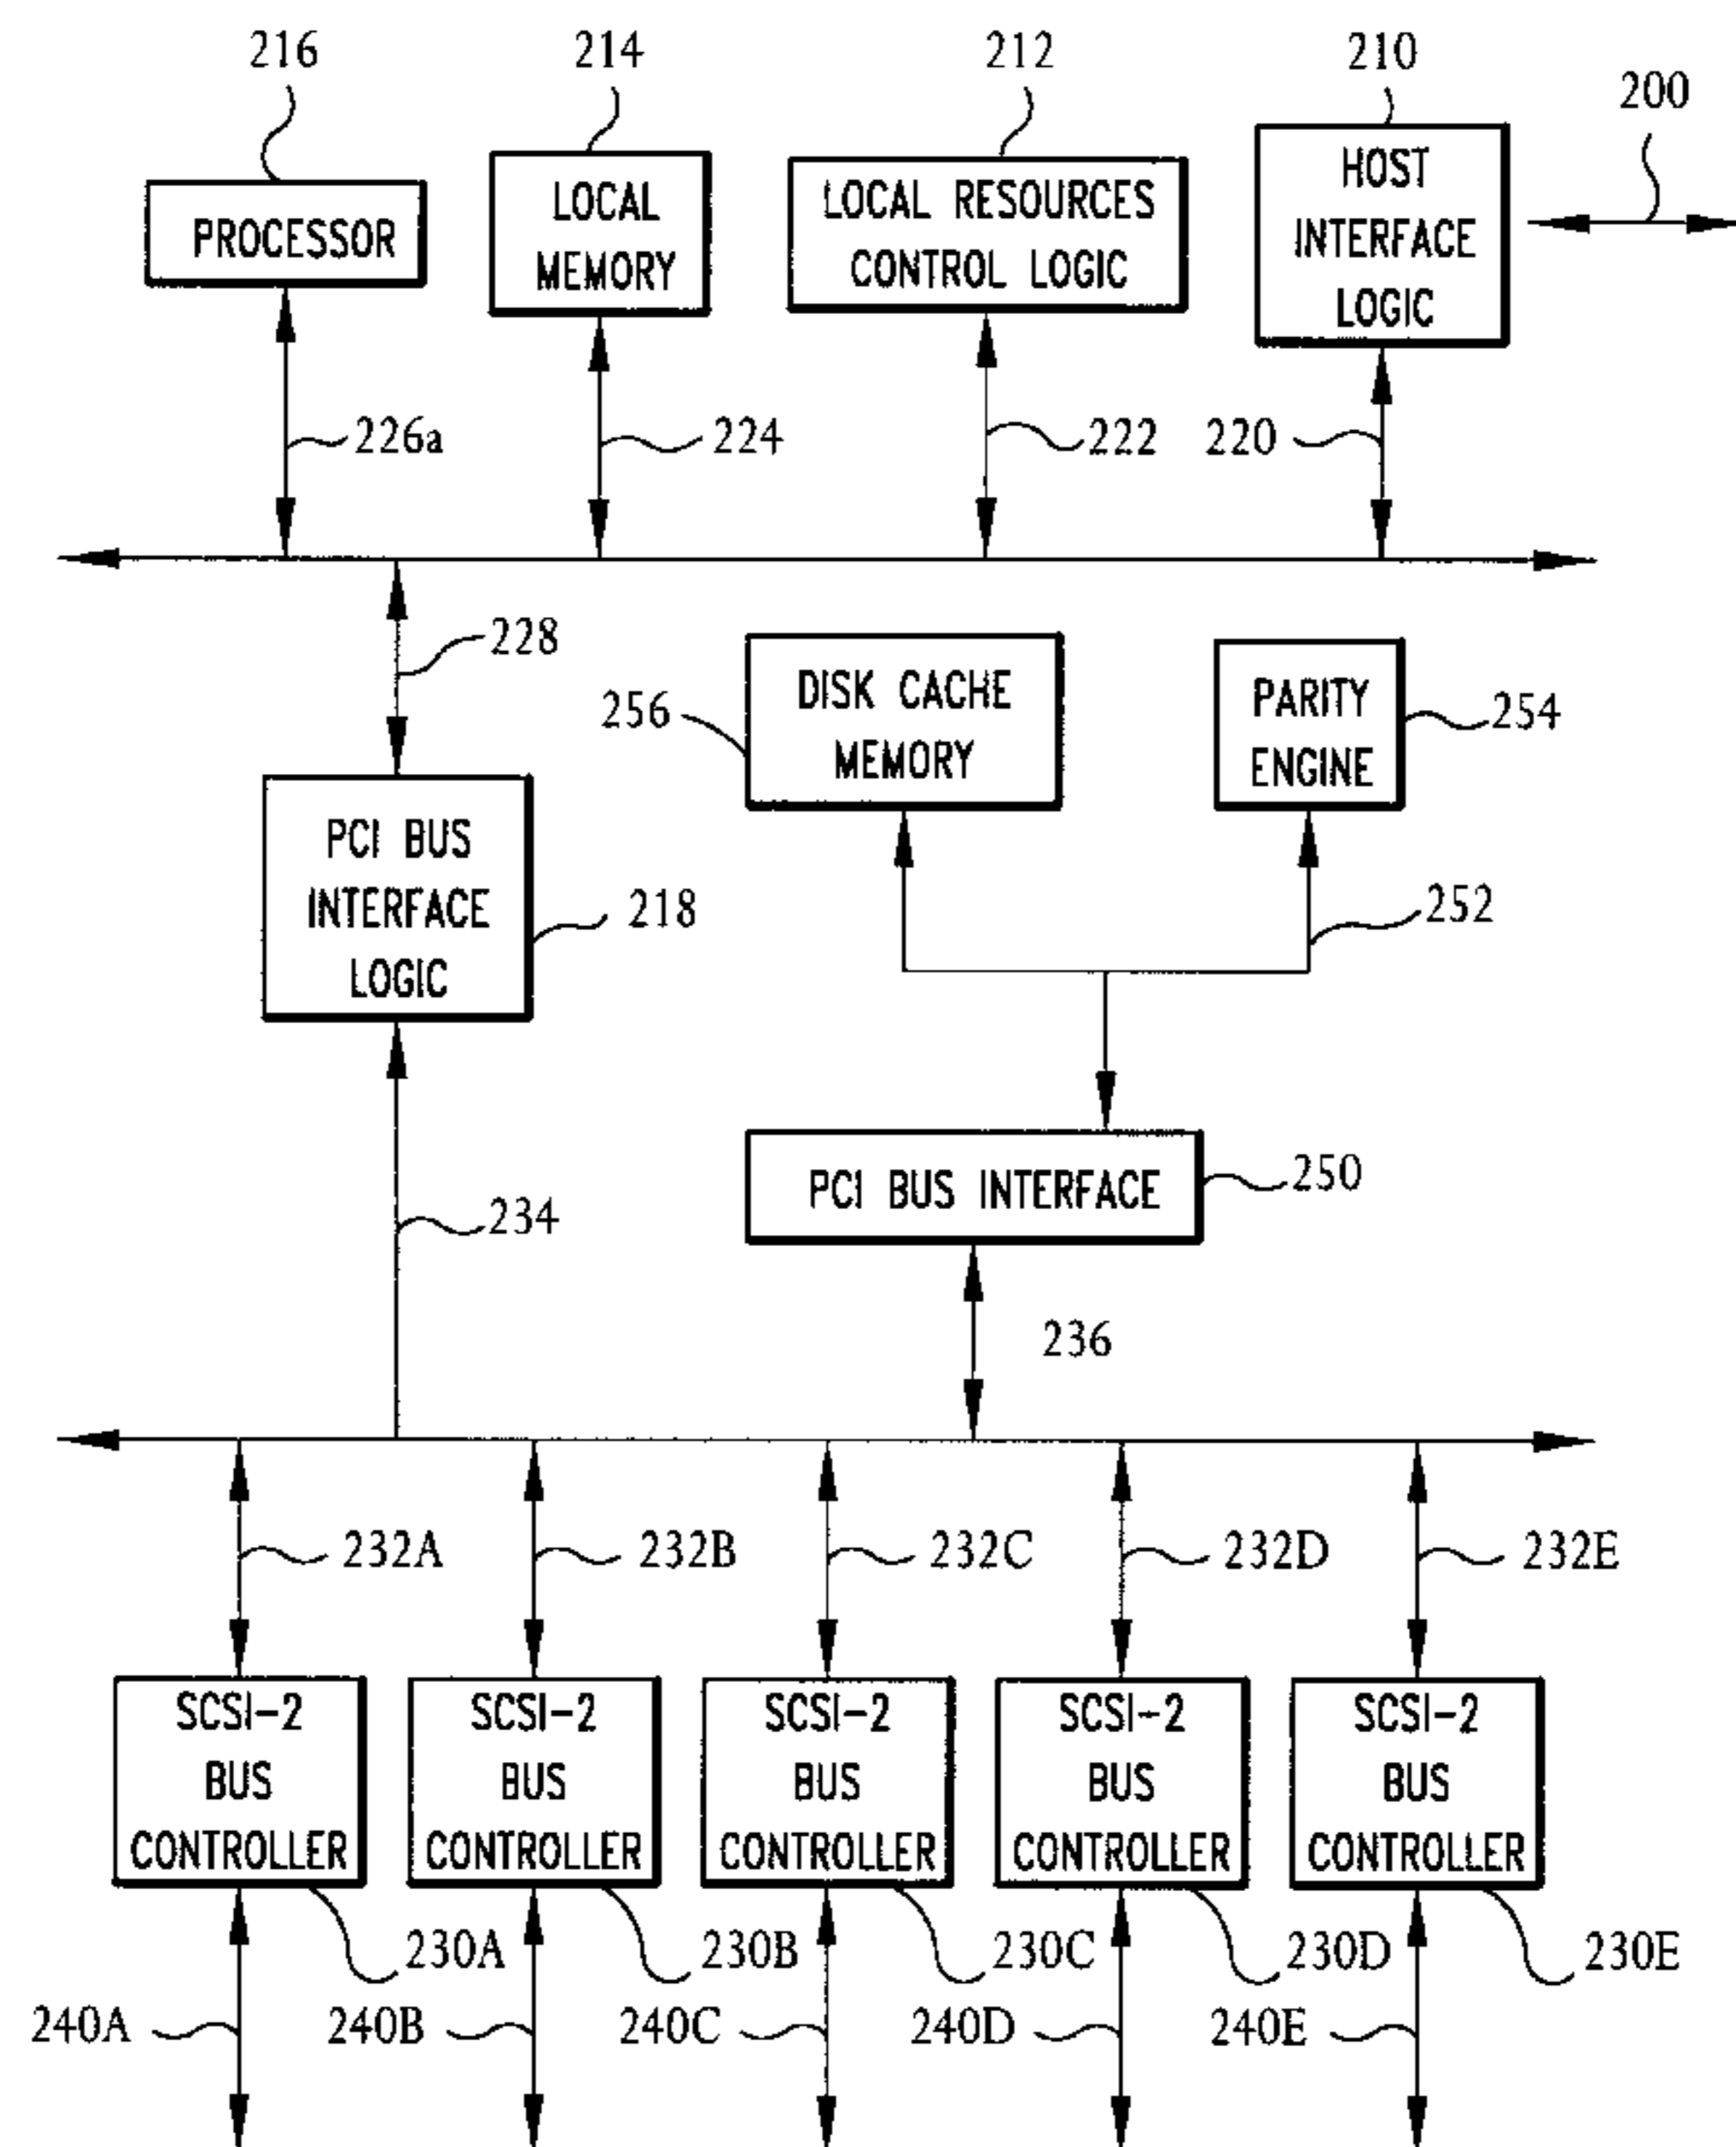 216
214
212
210
200
PROCESSOR
LOCAL
MEMORY
LOCAL RESOURCES
CONTROL LOGIC
HOST
INTERFACE
LOGIC
226a
224
222
220
228
256
DISK CACHE
MEMORY
PARITY
ENGINE
254
PCI BUS
INTERFACE
LOGIC
218
252
PCI BUS INTERFACE
250
234
236
232A
232B
232C
232D
232E
SCSI-2
BUS
CONTROLLER
SCSI-2
BUS
CONTROLLER
SCSI-2
BUS
CONTROLLER
SCSI-2
BUS
CONTROLLER
SCSI-2
BUS
CONTROLLER
230A
230B
230C
230D
230E
240A
240B
240C
240D
240E